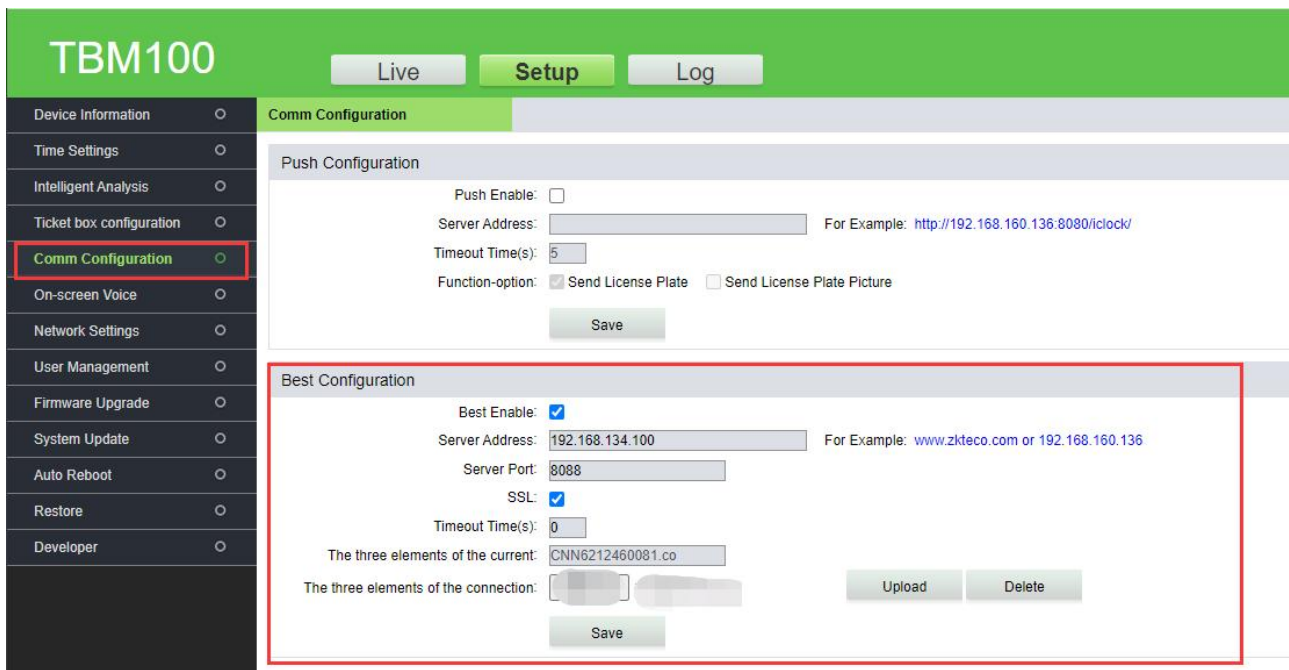 TBM100
Live Setup Log
Device Information
Time Settings
Intelligent Analysis
Ticket box configuration
Comm Configuration
On-screen Voice
Network Settings
User Management
Firmware Upgrade
System Update
Auto Reboot
Restore
Developer
Comm Configuration
Push Configuration
Push Enable:
Server Address: For Example: http://192.168.160.136:8080/iclock/
Timeout Time(s): 5
Function-option: Send License Plate Send License Plate Picture
Save
Best Configuration
Best Enable:
Server Address: 192.168.134.100 For Example: www.zkteco.com or 192.168.160.136
Server Port: 8088
SSL:
Timeout Time(s): 0
The three elements of the current: CNN6212460081.co
The three elements of the connection: Upload Delete
Save